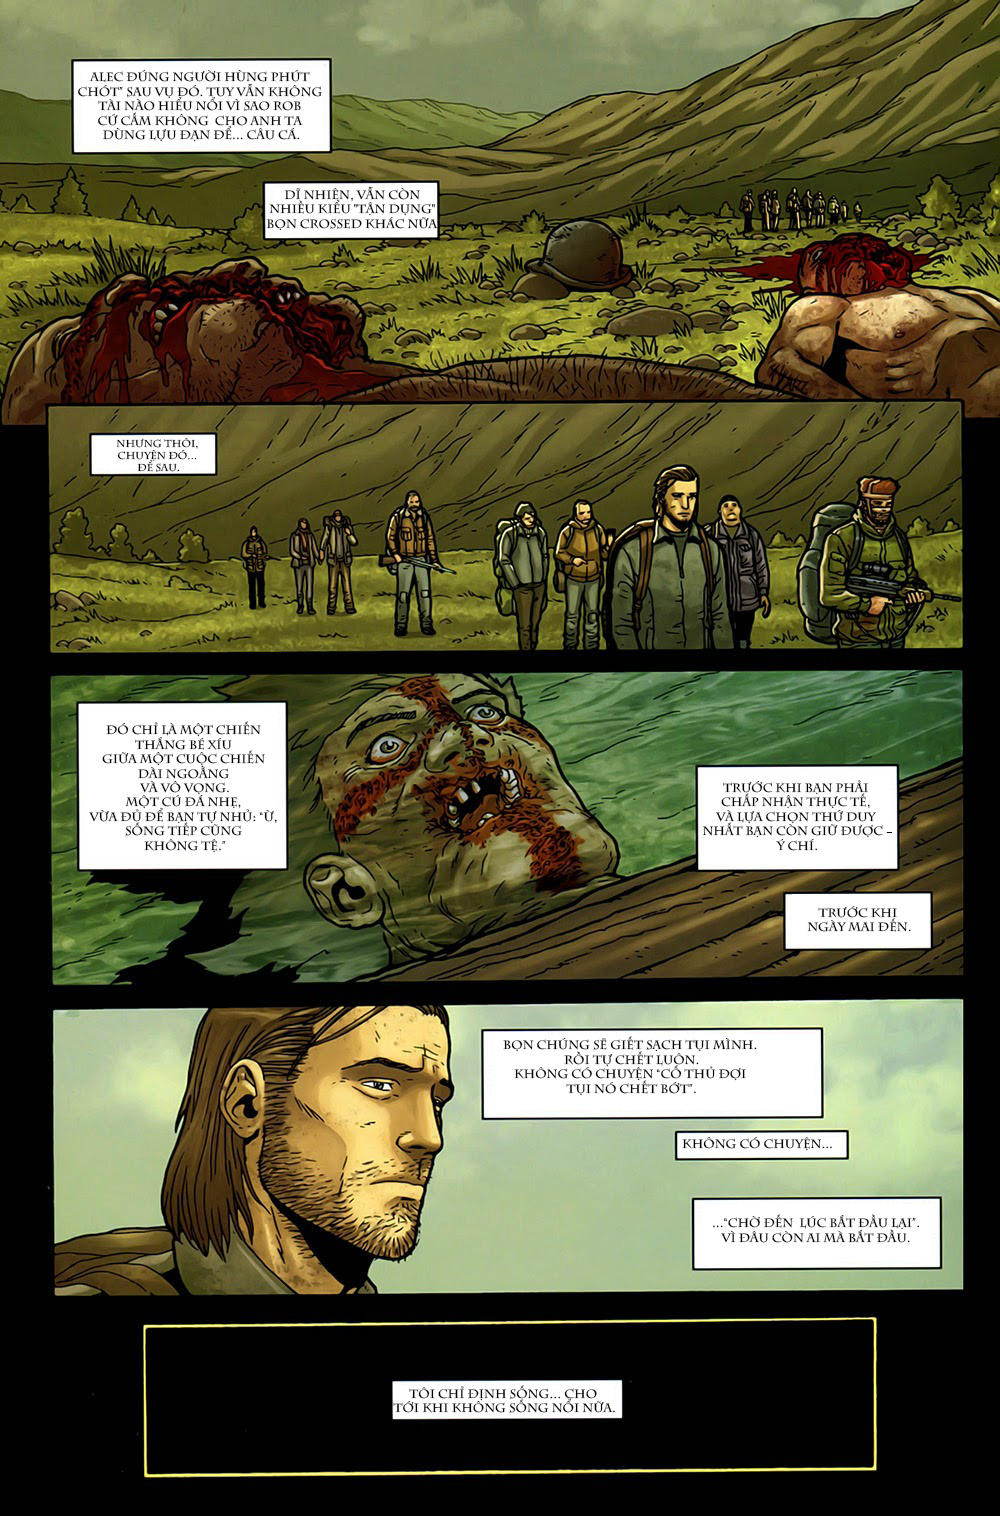 ALEC ĐÚNG NGƯỜI HÙNG PHÚT
CHÓT" SAU VỤ ĐÓ. TUY VẪN KHÔNG
TÀI NÀO HIỂU NỔI VÌ SAO ROB
CỨ CẤM KHÔNG CHO ANH TA
DÙNG LỰU ĐẠN ĐỂ... CÂU CÁ.
DĨ NHIÊN, VẪN CÒN
NHIỀU KIỂU "TẬN DỤNG"
BỌN CROSSED KHÁC NỮA
NHƯNG THÔI,
CHUYỆN ĐÓ...
ĐỂ SAU.
ĐÓ CHỈ LÀ MỘT CHIẾN
THẮNG BÉ XÍU
GIỮA MỘT CUỘC CHIẾN
DÀI NGOẰNG
VÀ VÔ VỌNG.
MỘT CÚ ĐÁ NHẸ,
VỪA ĐỦ ĐỂ BẠN TỰ NHỦ: "Ừ,
SỐNG TIẾP CŨNG
KHÔNG TỆ."
TRƯỚC KHI BẠN PHẢI
CHẤP NHẬN THỰC TẾ,
VÀ LỰA CHỌN THỨ DUY
NHẤT BẠN CÒN GIỮ ĐƯỢC –
Ý CHÍ.
TRƯỚC KHI
NGÀY MAI ĐẾN.
BỌN CHÚNG SẼ GIẾT SẠCH TỤI MÌNH.
RỒI TỰ CHẾT LUÔN.
KHÔNG CÓ CHUYỆN "CỐ THỦ ĐỢI
TỤI NÓ CHẾT BỚT".
KHÔNG CÓ CHUYỆN...
..."CHỜ ĐẾN LÚC BẮT ĐẦU LẠI".
VÌ ĐÂU CÒN AI MÀ BẮT ĐẦU.
TÔI CHỈ ĐỊNH SỐNG... CHO
TỚI KHI KHÔNG SỐNG NỔI NỮA.